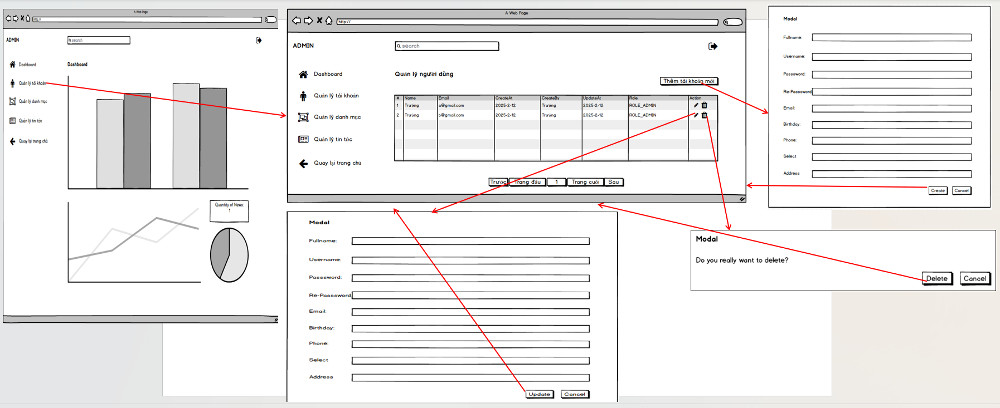 A Web Page
http://
ADMIN
search
Dashboard
Quản lý tài khoản
Quản lý danh mục
Quản lý tin tức
Quay lại trang chủ
Dashboard
Quantity of News:
1
A Web Page
http://
ADMIN
search
Dashboard
Quản lý tài khoản
Quản lý danh mục
Quản lý tin tức
Quay lại trang chủ
Quản lý người dùng
Thêm tài khoản mới
# Name Email CreateAt CreateBy UpdateAt Role Action
1 Trường a@gmail.com 2025-2-12 Trường 2025-2-12 ROLE_ADMIN
2 Trường b@gmail.com 2025-2-12 Trường 2025-2-12 ROLE_ADMIN
Trước Trang đầu 1 Trang cuối Sau
Modal
Fullname:
Username:
Passsword:
Re-Passsword
Email:
Birthday:
Phone:
Select
Address
Create Cancel
Modal
Fullname:
Username:
Passsword:
Re-Passsword
Email:
Birthday:
Phone:
Select
Address
Update Cancel
Modal
Do you really want to delete?
Delete Cancel